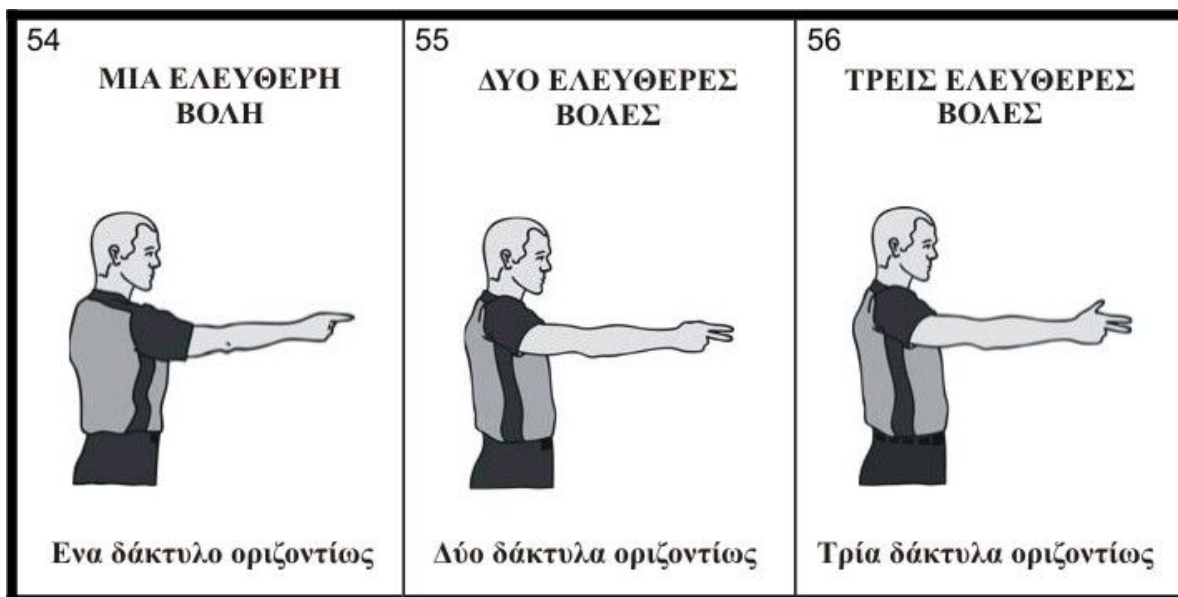 54
ΜΙΑ ΕΛΕΥΘΕΡΗ
ΒΟΛΗ
Ενα δάκτυλο οριζοντίως
55
ΔΥΟ ΕΛΕΥΘΕΡΕΣ
ΒΟΛΕΣ
Δύο δάκτυλα οριζοντίως
56
ΤΡΕΙΣ ΕΛΕΥΘΕΡΕΣ
ΒΟΛΕΣ
Τρία δάκτυλα οριζοντίως